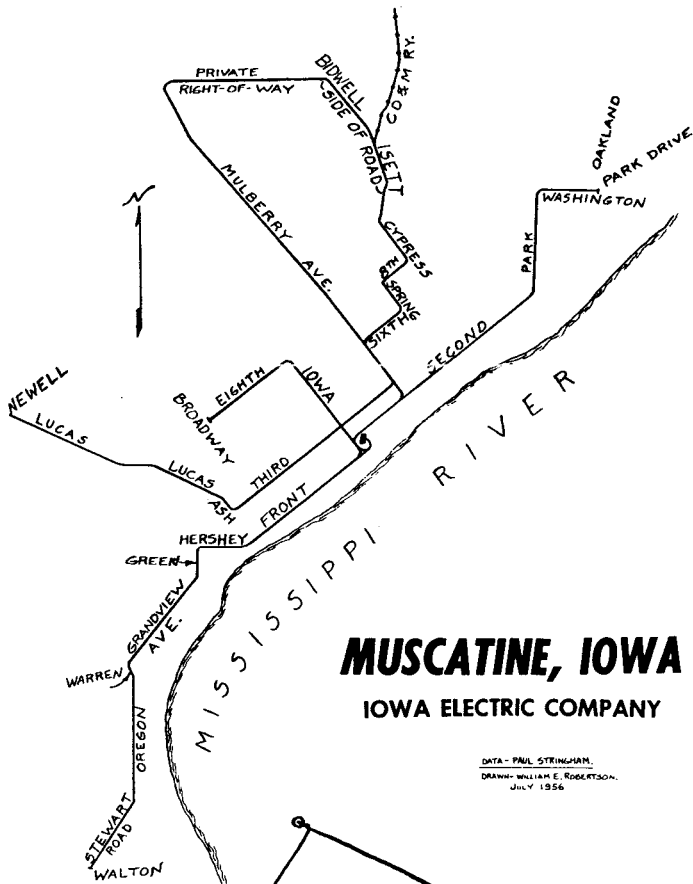 PRIVATE
RIGHT-OF-WAY
BIDWELL
SIDE OF ROAD
CD&M RY.
ISETT
OAKLAND
PARK DRIVE
WASHINGTON
N
MULBERRY AVE.
CYPRESS
8TH
SPRING
SIXTH
PARK
SECOND
NEWELL
LUCAS
EIGHTH
IOWA
BROADWAY
LUCAS
ASH
THIRD
FRONT
HERSHEY
GREEN
GRANDVIEW
AVE.
WARREN
OREGON
STEWART
ROAD
WALTON
MISSISSIPPI RIVER
MUSCATINE, IOWA
IOWA ELECTRIC COMPANY
DATA - PAUL STRINGHAM.
DRAWN - WILLIAM E. ROBERTSON.
JULY 1956